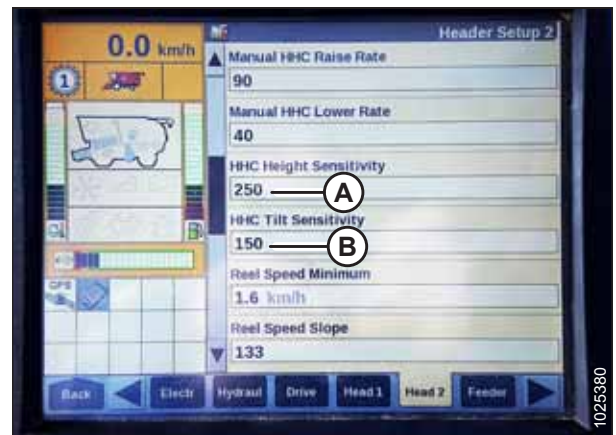 0.0 km/h
Header Setup 2
1
Manual HHC Raise Rate
90
Manual HHC Lower Rate
40
HHC Height Sensitivity
250
A
HHC Tilt Sensitivity
150
B
Reel Speed Minimum
1.6 km/h
Reel Speed Slope
133
GPS
Back
Electr
Hydraul
Drive
Head 1
Head 2
Feeder
1025380